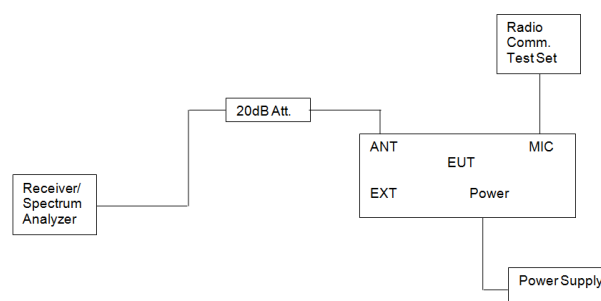 Radio
Comm.
Test Set
20dB Att.
ANT
MIC
EUT
EXT
Power
Receiver/
Spectrum
Analyzer
Power Supply